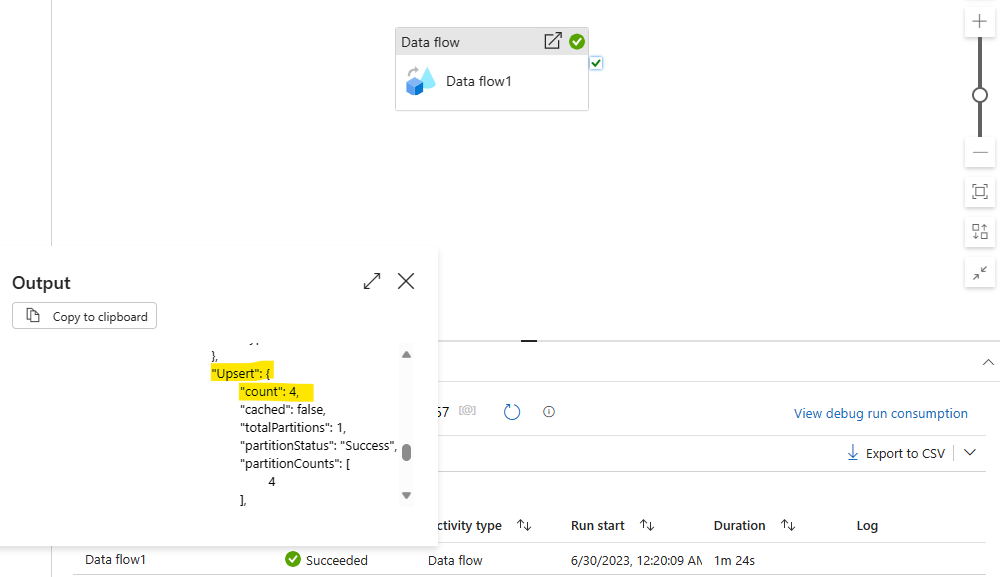 Data flow
Data flow1
Output
Copy to clipboard
},
"Upsert": {
"count": 4,
"cached": false,
"totalPartitions": 1,
"partitionStatus": "Success",
"partitionCounts": [
4
],
57 [@]
View debug run consumption
Export to CSV
ctivity type Run start Duration Log
Data flow1 Succeeded Data flow 6/30/2023, 12:20:09 AM 1m 24s